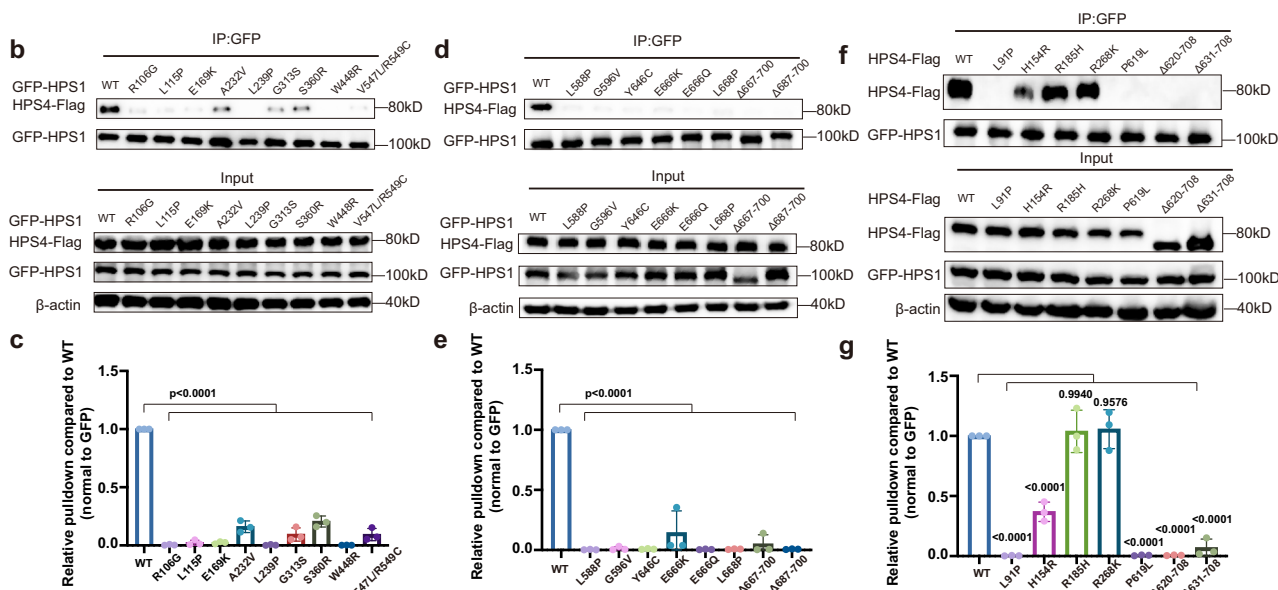 b
IP:GFP
GFP-HPS1
WT R106G L115P E169K A232V L239P G313S S360R W448R V547L/R549C
HPS4-Flag
80kD
GFP-HPS1
100kD
Input
GFP-HPS1
WT R106G L115P E169K A232V L239P G313S S360R W448R V547L/R549C
HPS4-Flag
80kD
GFP-HPS1
100kD
β-actin
40kD
d
IP:GFP
GFP-HPS1
WT L588P G596V Y646C E666K E666Q L668P Δ667-700 Δ687-700
HPS4-Flag
80kD
GFP-HPS1
100kD
Input
GFP-HPS1
WT L588P G596V Y646C E666K E666Q L668P Δ667-700 Δ687-700
HPS4-Flag
80kD
GFP-HPS1
100kD
β-actin
40kD
f
IP:GFP
HPS4-Flag
WT L91P H154R R185H R268K P619L Δ620-708 Δ631-708
HPS4-Flag
80kD
GFP-HPS1
100kD
Input
HPS4-Flag
WT L91P H154R R185H R268K P619L Δ620-708 Δ631-708
HPS4-Flag
80kD
GFP-HPS1
100kD
β-actin
40kD
c
Relative pulldown compared to WT
(normal to GFP)
1.5
1.0
0.5
0.0
p<0.0001
WT R106G L115P E169K A232V L239P G313S S360R W448R 547L/R549C
e
Relative pulldown compared to WT
(normal to GFP)
1.5
1.0
0.5
0.0
p<0.0001
WT L588P G596V Y646C E666K E666Q L668P Δ667-700 Δ687-700
g
Relative pulldown compared to WT
(normal to GFP)
1.5
1.0
0.5
0.0
<0.0001
<0.0001
0.9940
0.9576
<0.0001
<0.0001
<0.0001
WT L91P H154R R185H R268K P619L Δ620-708 Δ631-708